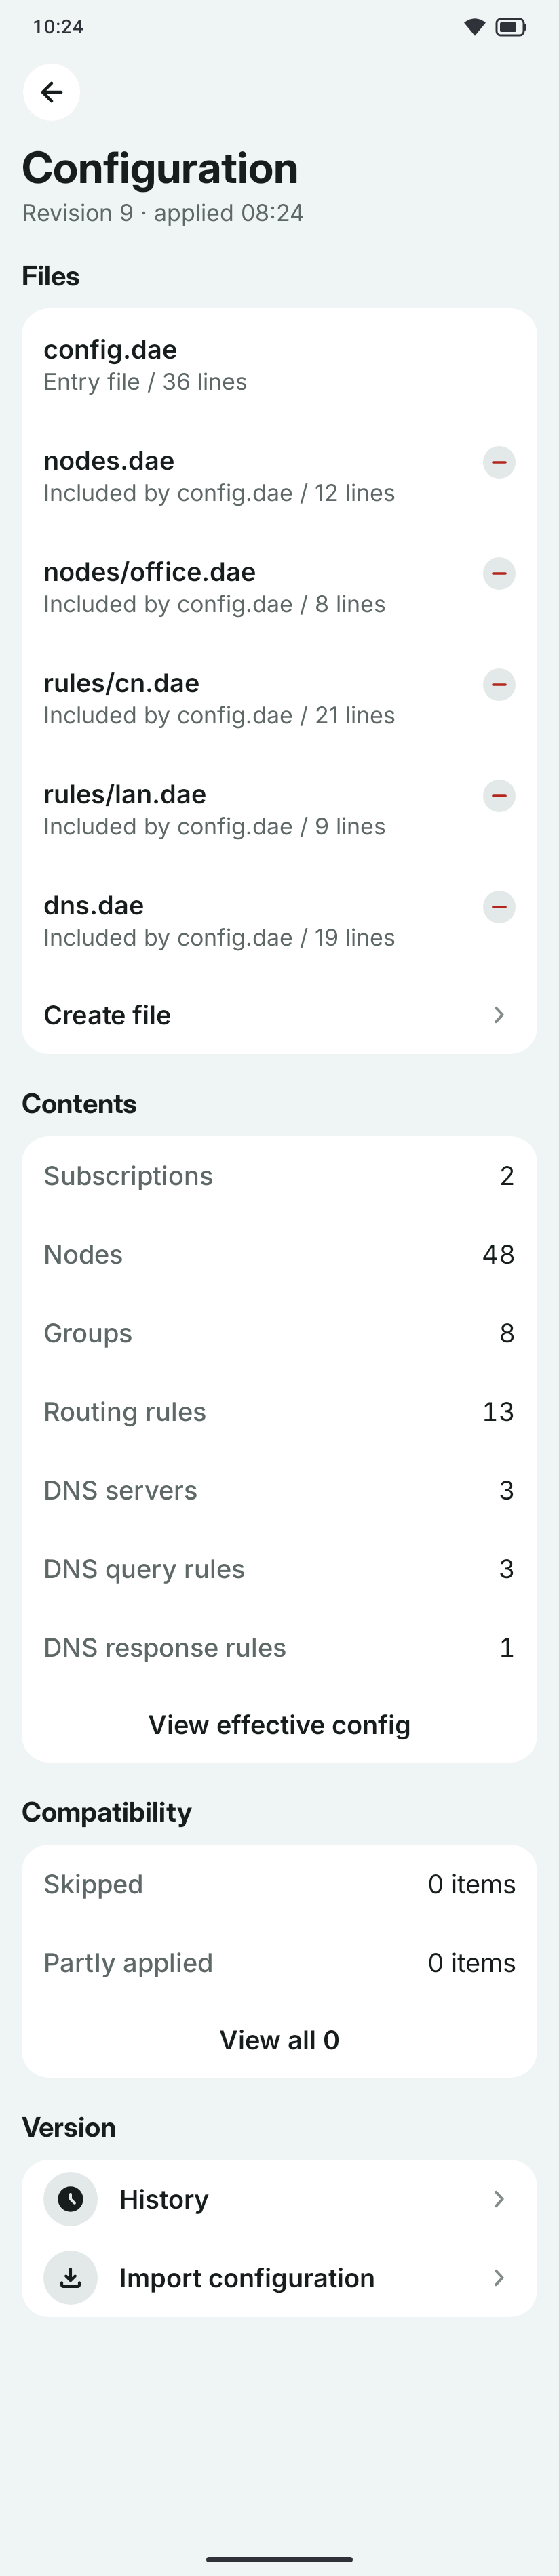 10:24
Configuration
Revision 9 · applied 08:24
Files
config.dae
Entry file / 36 lines
nodes.dae
Included by config.dae / 12 lines
nodes/office.dae
Included by config.dae / 8 lines
rules/cn.dae
Included by config.dae / 21 lines
rules/lan.dae
Included by config.dae / 9 lines
dns.dae
Included by config.dae / 19 lines
Create file
Contents
Subscriptions 2
Nodes 48
Groups 8
Routing rules 13
DNS servers 3
DNS query rules 3
DNS response rules 1
View effective config
Compatibility
Skipped 0 items
Partly applied 0 items
View all 0
Version
History
Import configuration